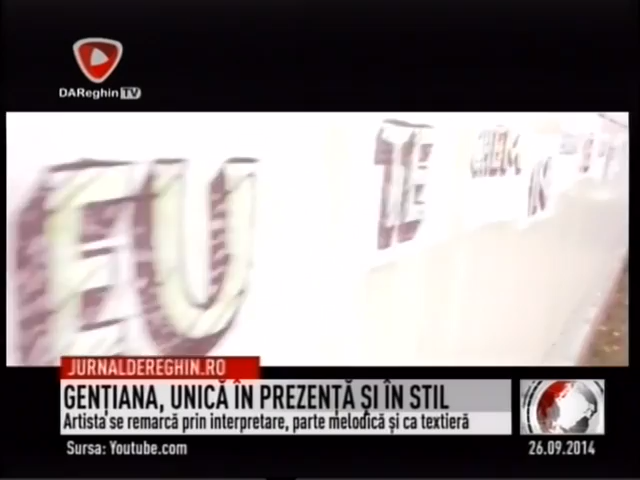 DAReghin TV
EU
TE
JURNALDEREGHIN.RO
GENȚIANA, UNICĂ ÎN PREZENȚĂ ȘI ÎN STIL
Artista se remarcă prin interpretare, parte melodică și ca textieră
Sursa: Youtube.com
26.09.2014